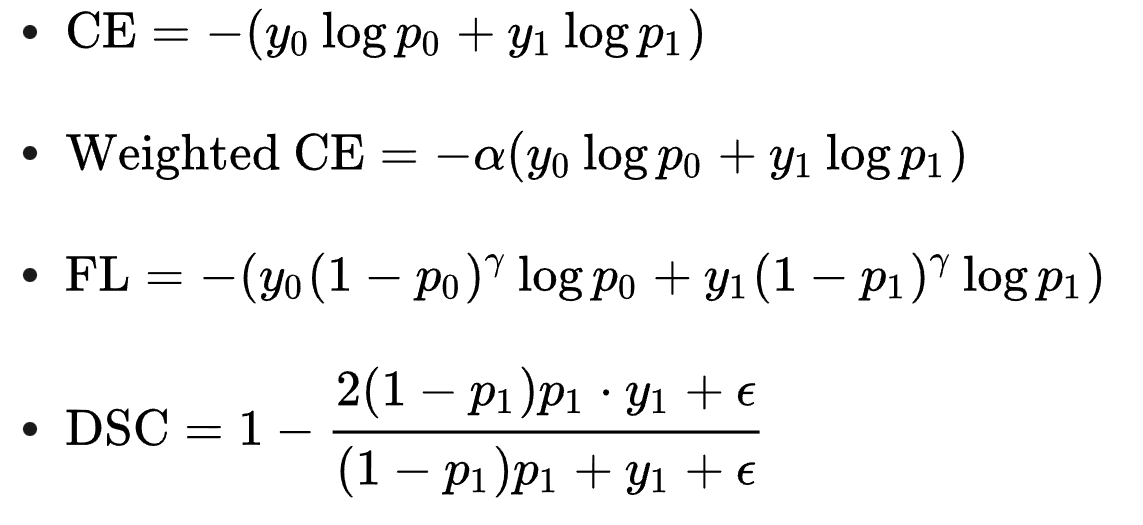 • CE = −(y₀ log p₀ + y₁ log p₁)
• Weighted CE = −α(y₀ log p₀ + y₁ log p₁)
• FL = −(y₀(1 − p₀)^γ log p₀ + y₁(1 − p₁)^γ log p₁)
• DSC = 1 − \frac{2(1 − p₁)p₁ · y₁ + ϵ}{(1 − p₁)p₁ + y₁ + ϵ}